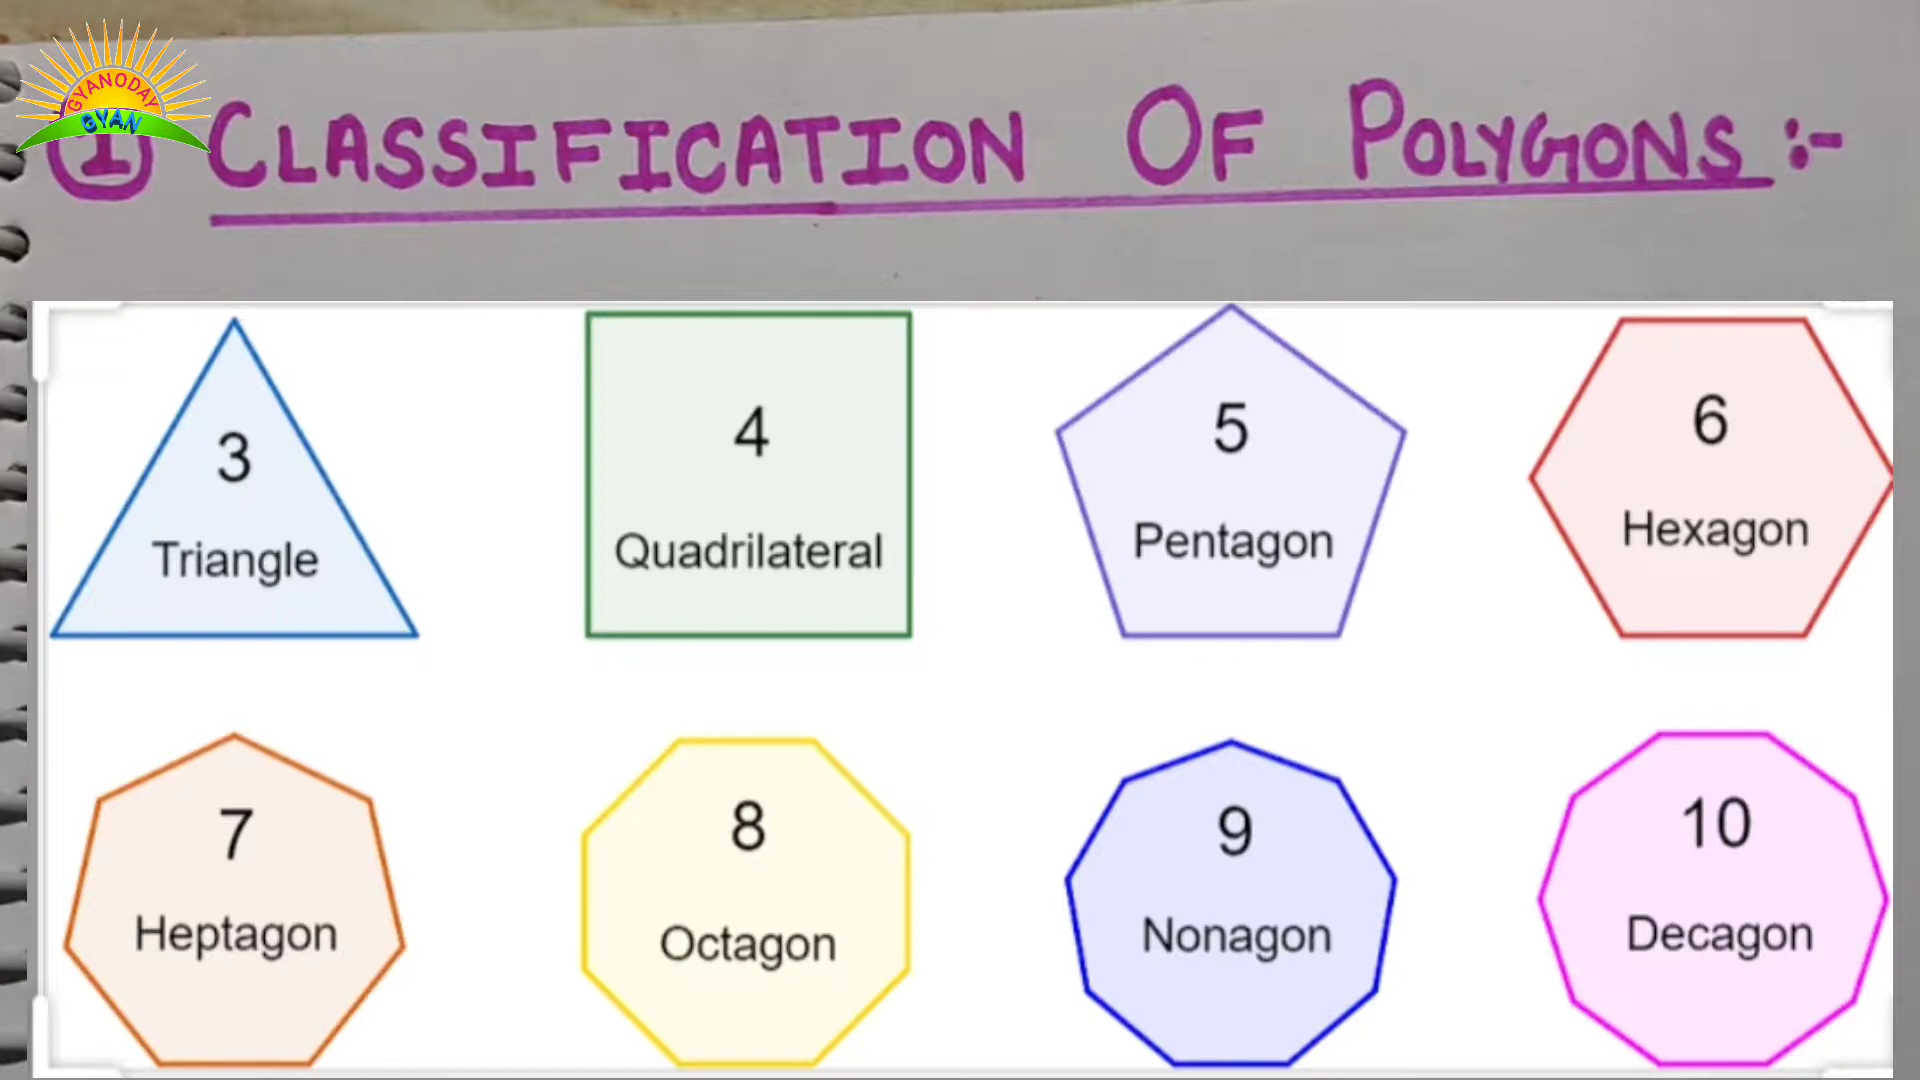 GYANODAY
GYAN
1 CLASSIFICATION OF POLYGONS :-
3
Triangle
4
Quadrilateral
5
Pentagon
6
Hexagon
7
Heptagon
8
Octagon
9
Nonagon
10
Decagon